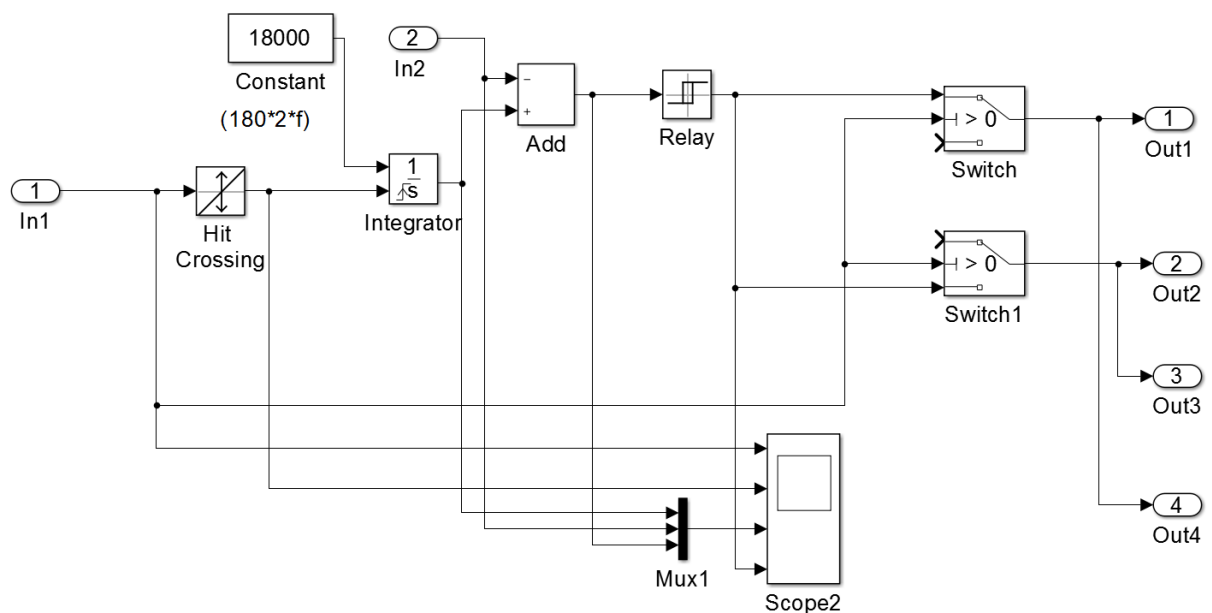 18000
Constant
(180*2*f)
2
In2
−
+
Add
Relay
> 0
Switch
1
Out1
1
In1
Hit
Crossing
1
s
Integrator
> 0
Switch1
2
Out2
3
Out3
4
Out4
Mux1
Scope2